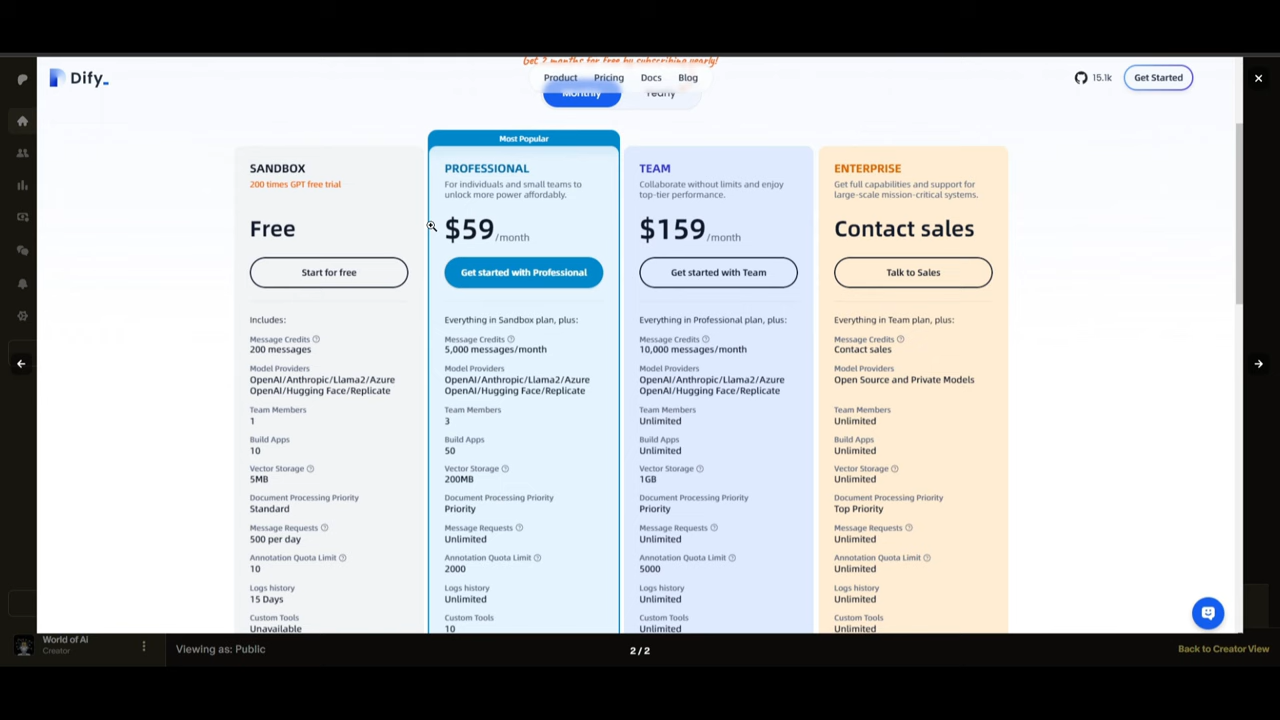 Get 2 months for free by subscribing yearly!
Dify_
Product Pricing Docs Blog
15.1k
Get Started
Monthly Yearly
Most Popular
SANDBOX
200 times GPT free trial
Free
Start for free
Includes:
Message Credits
200 messages
Model Providers
OpenAI/Anthropic/Llama2/Azure
OpenAI/Hugging Face/Replicate
Team Members
1
Build Apps
10
Vector Storage
5MB
Document Processing Priority
Standard
Message Requests
500 per day
Annotation Quota Limit
10
Logs history
15 Days
Custom Tools
Unavailable
PROFESSIONAL
For individuals and small teams to
unlock more power affordably.
$59/month
Get started with Professional
Everything in Sandbox plan, plus:
Message Credits
5,000 messages/month
Model Providers
OpenAI/Anthropic/Llama2/Azure
OpenAI/Hugging Face/Replicate
Team Members
3
Build Apps
50
Vector Storage
200MB
Document Processing Priority
Priority
Message Requests
Unlimited
Annotation Quota Limit
2000
Logs history
Unlimited
Custom Tools
10
TEAM
Collaborate without limits and enjoy
top-tier performance.
$159/month
Get started with Team
Everything in Professional plan, plus:
Message Credits
10,000 messages/month
Model Providers
OpenAI/Anthropic/Llama2/Azure
OpenAI/Hugging Face/Replicate
Team Members
Unlimited
Build Apps
Unlimited
Vector Storage
1GB
Document Processing Priority
Priority
Message Requests
Unlimited
Annotation Quota Limit
5000
Logs history
Unlimited
Custom Tools
Unlimited
ENTERPRISE
Get full capabilities and support for
large-scale mission-critical systems.
Contact sales
Talk to Sales
Everything in Team plan, plus:
Message Credits
Contact sales
Model Providers
Open Source and Private Models
Team Members
Unlimited
Build Apps
Unlimited
Vector Storage
Unlimited
Document Processing Priority
Top Priority
Message Requests
Unlimited
Annotation Quota Limit
Unlimited
Logs history
Unlimited
Custom Tools
Unlimited
World of AI
Creator
Viewing as: Public
2 / 2
Back to Creator View